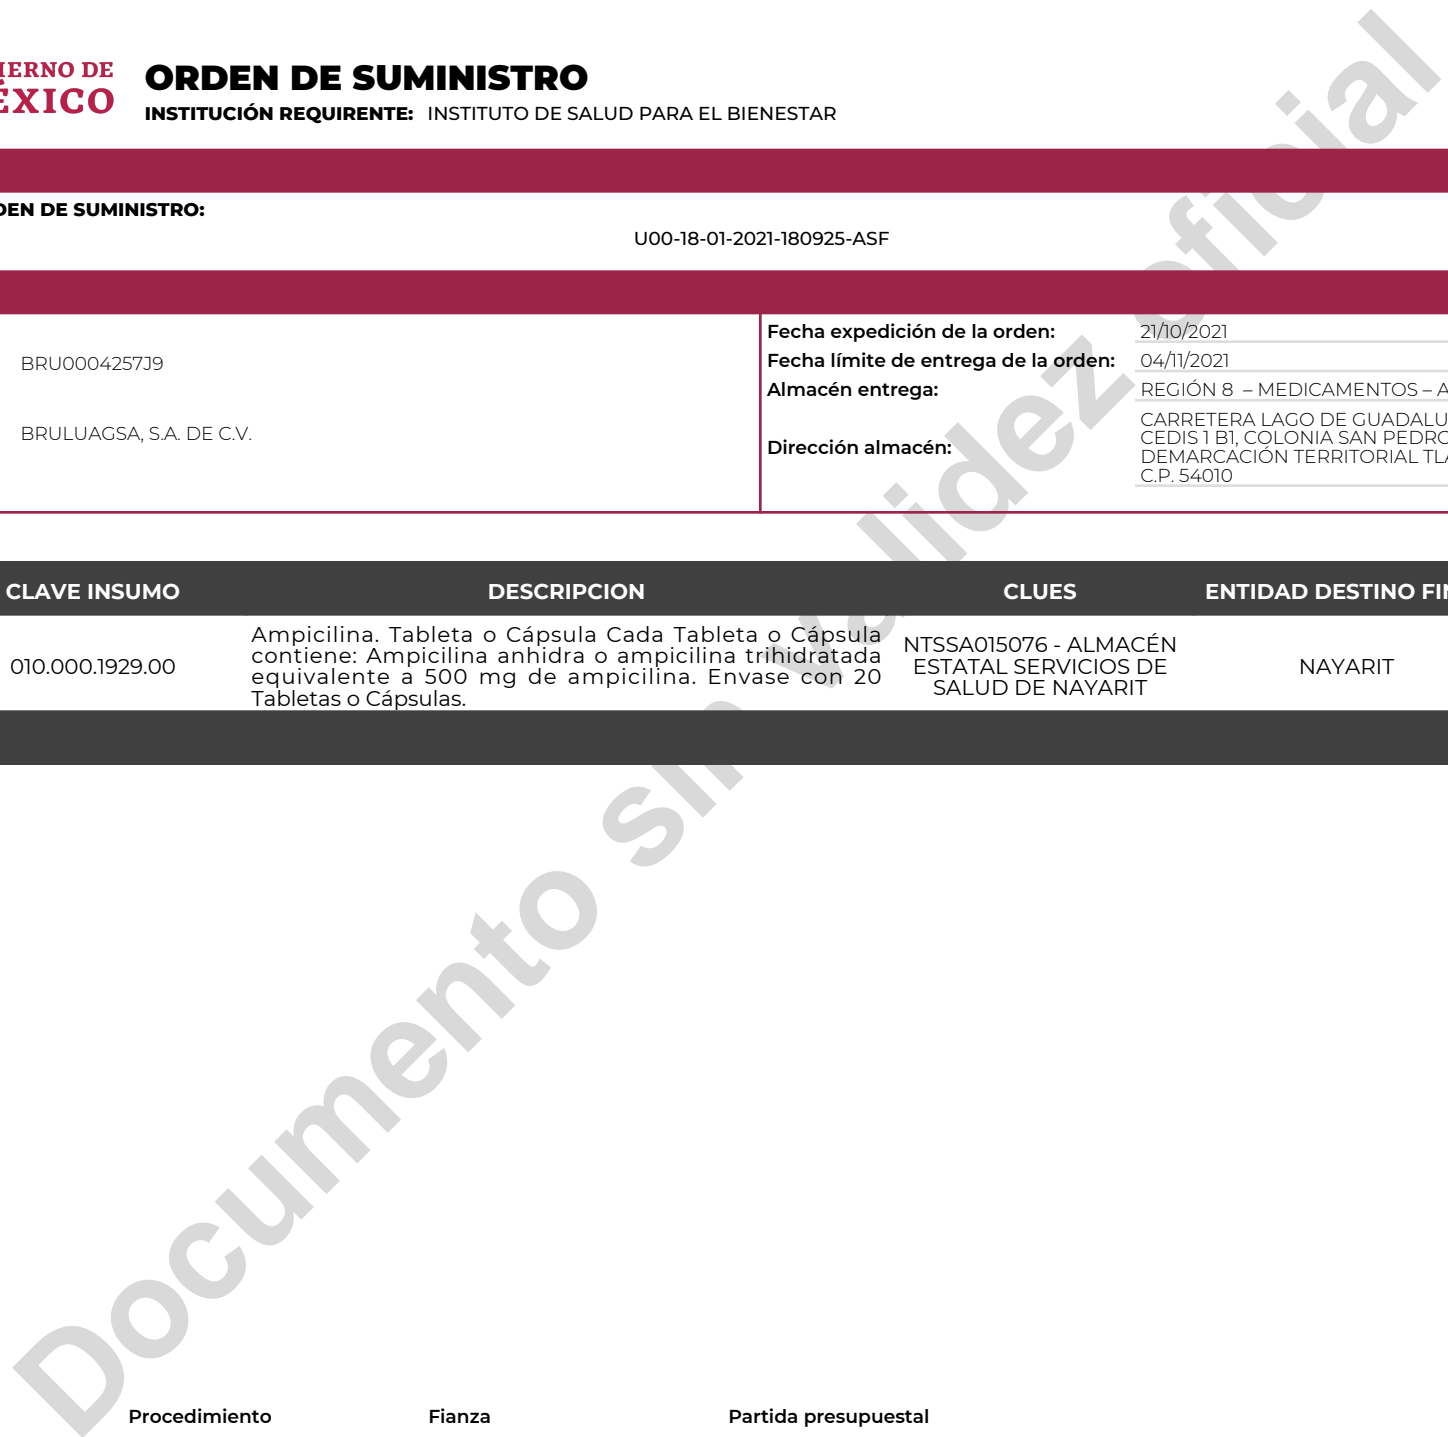 IERNO DE
ÉXICO
ORDEN DE SUMINISTRO
INSTITUCIÓN REQUIRENTE: INSTITUTO DE SALUD PARA EL BIENESTAR
DEN DE SUMINISTRO:
U00-18-01-2021-180925-ASF
BRU0004257J9
BRULUAGSA, S.A. DE C.V.
Fecha expedición de la orden: 21/10/2021
Fecha límite de entrega de la orden: 04/11/2021
Almacén entrega: REGIÓN 8 – MEDICAMENTOS – A
Dirección almacén:
CARRETERA LAGO DE GUADALU
CEDIS 1 B1, COLONIA SAN PEDRO
DEMARCACIÓN TERRITORIAL TLA
C.P. 54010
CLAVE INSUMO DESCRIPCION CLUES ENTIDAD DESTINO FIN
010.000.1929.00
Ampicilina. Tableta o Cápsula Cada Tableta o Cápsula
contiene: Ampicilina anhidra o ampicilina trihidratada
equivalente a 500 mg de ampicilina. Envase con 20
Tabletas o Cápsulas.
NTSSA015076 - ALMACÉN
ESTATAL SERVICIOS DE
SALUD DE NAYARIT
NAYARIT
Documento sin validez oficial
Procedimiento Fianza Partida presupuestal